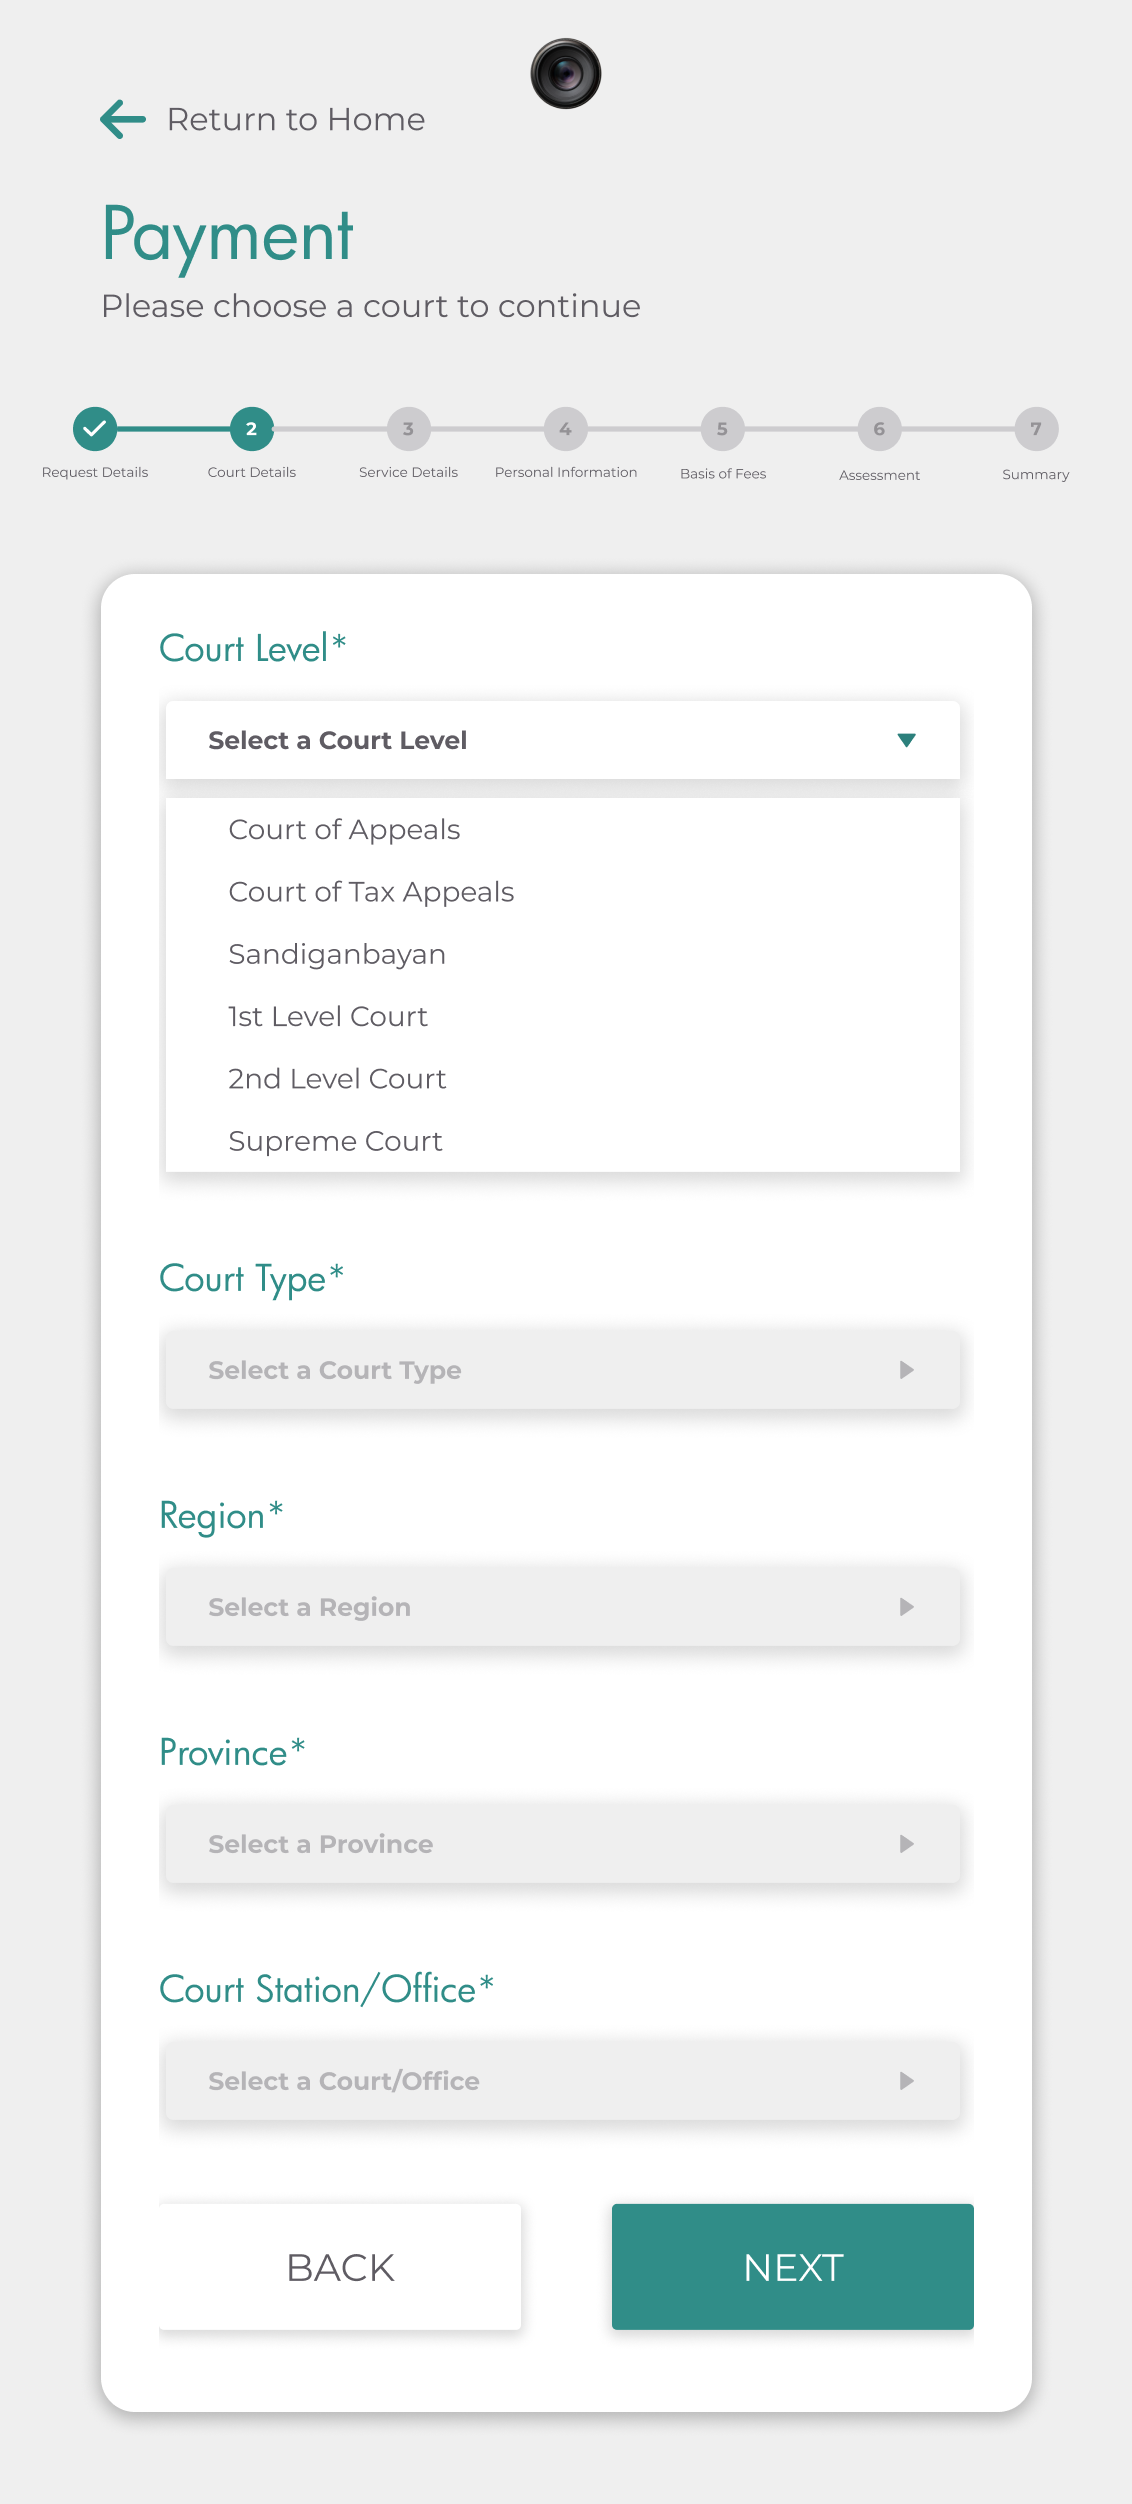 Return to Home
Payment
Please choose a court to continue
2 3 4 5 6 7
Request Details Court Details Service Details Personal Information Basis of Fees Assessment Summary
Court Level*
Select a Court Level
Court of Appeals
Court of Tax Appeals
Sandiganbayan
1st Level Court
2nd Level Court
Supreme Court
Court Type*
Select a Court Type
Region*
Select a Region
Province*
Select a Province
Court Station/Office*
Select a Court/Office
BACK NEXT